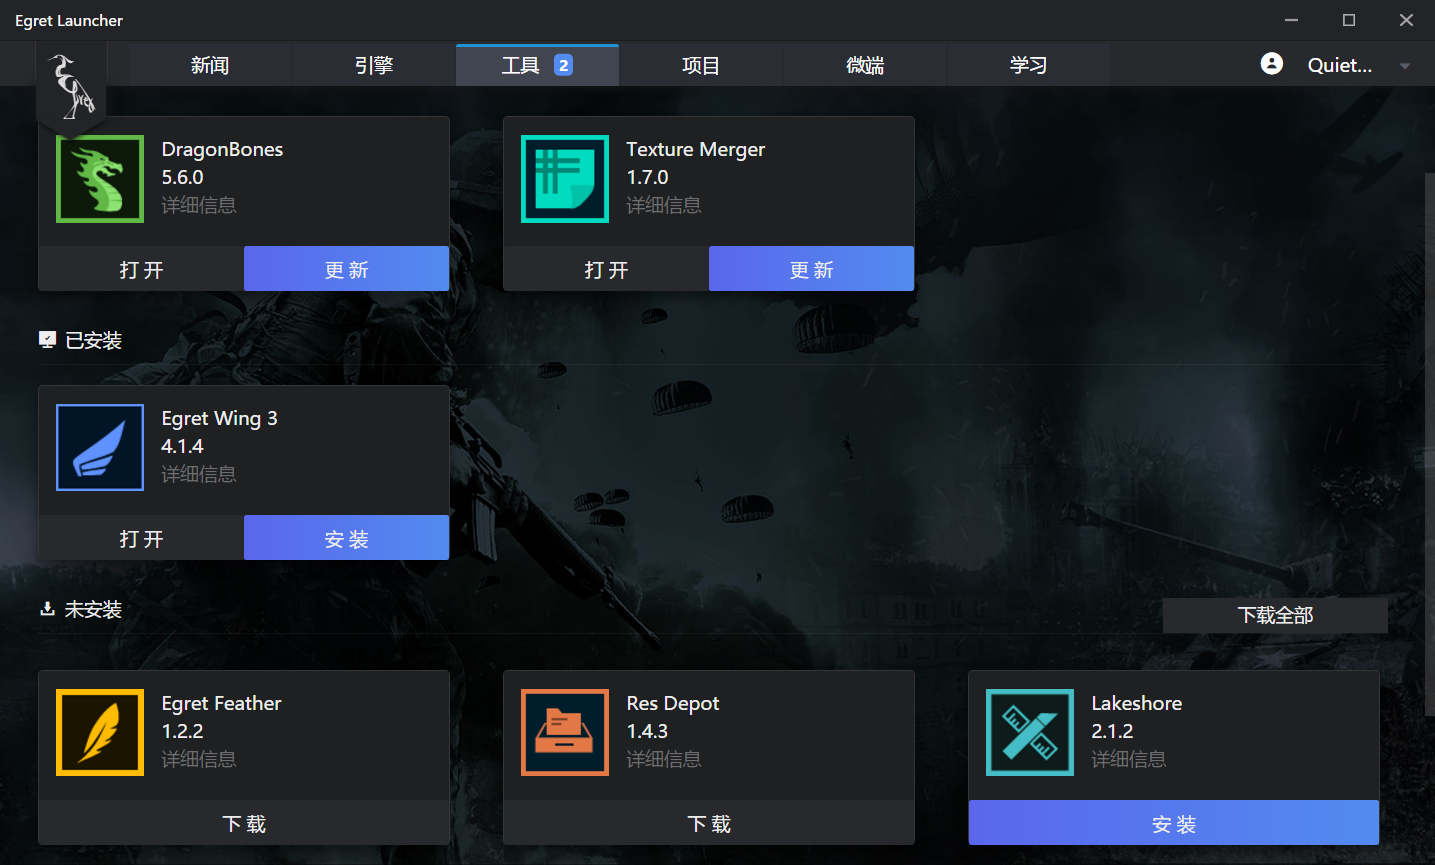 Egret Launcher
新闻
引擎
工具 2
项目
微端
学习
Quiet...
DragonBones
5.6.0
详细信息
打开
更新
Texture Merger
1.7.0
详细信息
打开
更新
已安装
Egret Wing 3
4.1.4
详细信息
打开
安装
未安装
下载全部
Egret Feather
1.2.2
详细信息
下载
Res Depot
1.4.3
详细信息
下载
Lakeshore
2.1.2
详细信息
安装